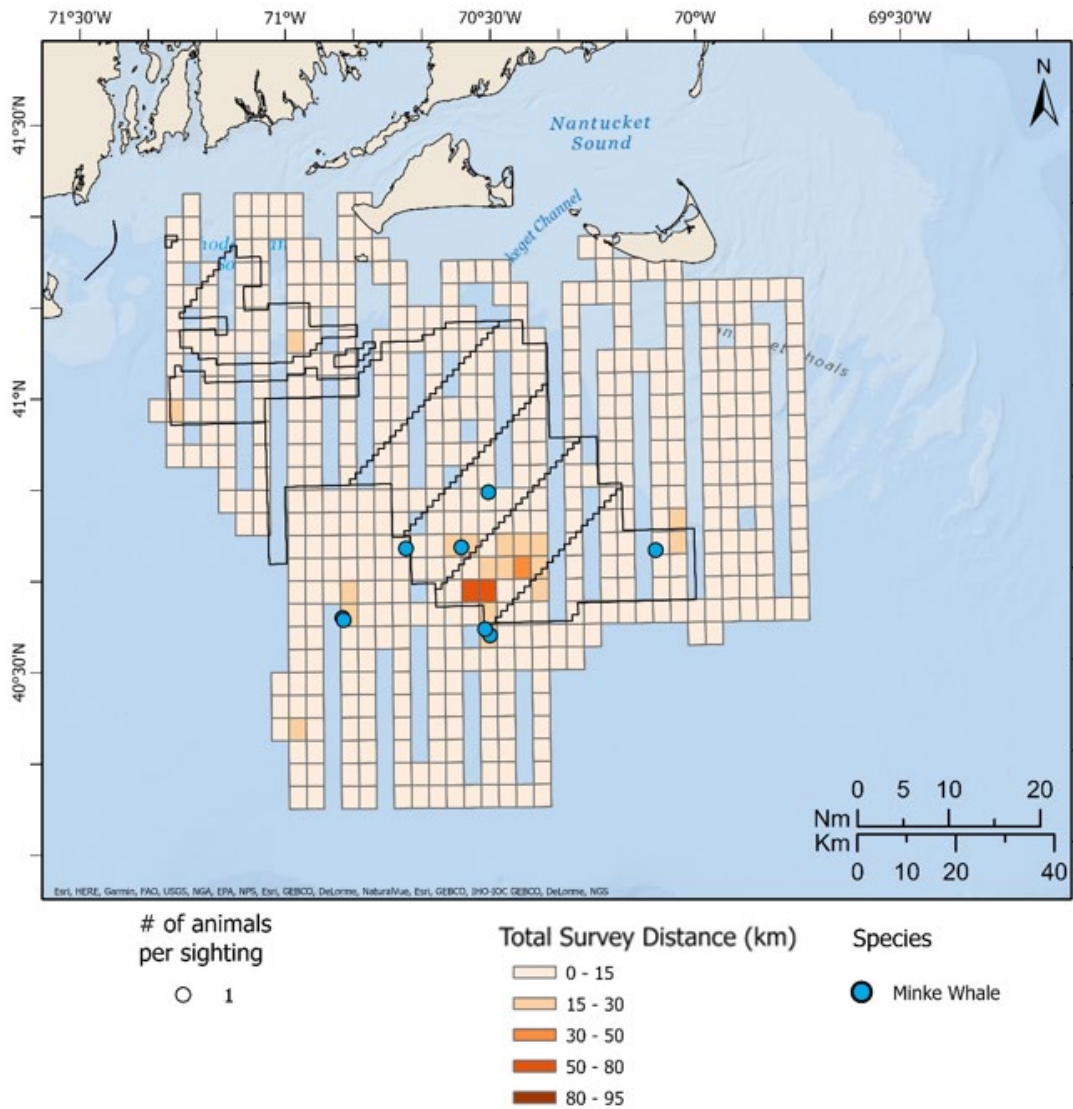 71°30'W 71°W 70°30'W 70°W 69°30'W
N
41°30'N
Nantucket
Sound
keget Channel
41°N
40°30'N
0 5 10 20
Nm
Km
0 10 20 40
Esri, HERE, Garmin, FAO, USGS, NGA, EPA, NPS, Esri, GEBCO, DeLorme, NaturalVue, Esri, GEBCO, IHO-IOC GEBCO, DeLorme, NGS
# of animals
per sighting
1
Total Survey Distance (km)
0 - 15
15 - 30
30 - 50
50 - 80
80 - 95
Species
Minke Whale